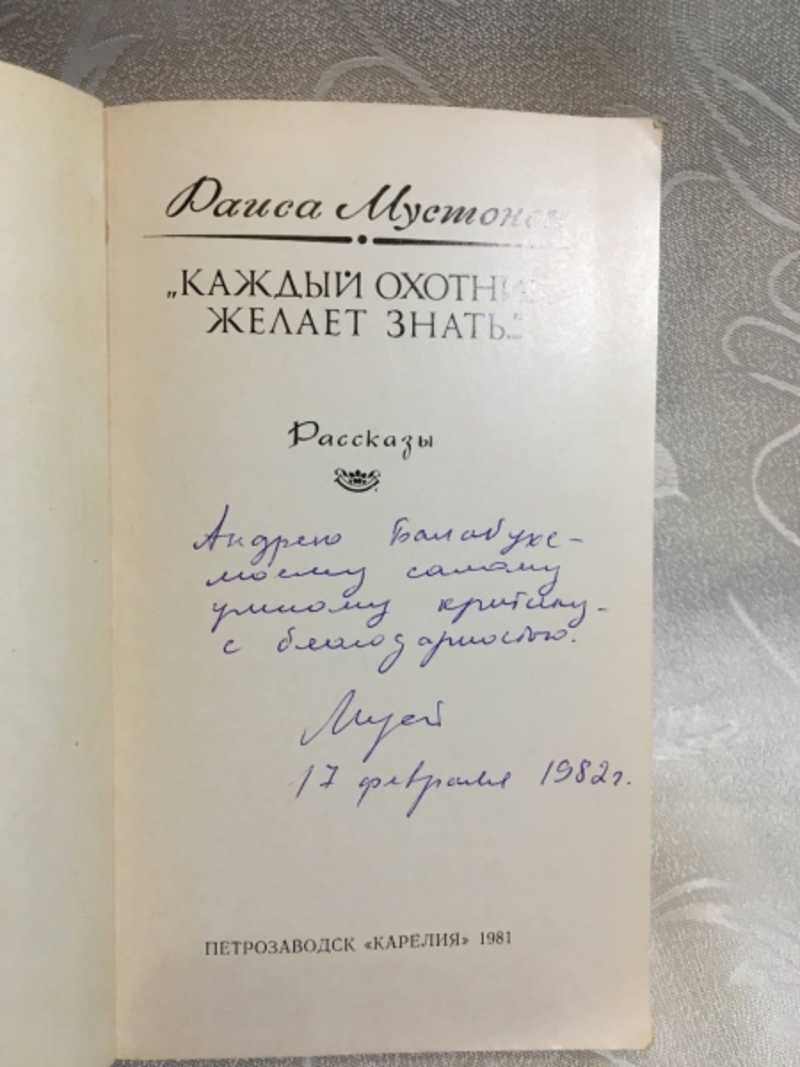 Раиса Мустонен
„КАЖДЫЙ ОХОТНИК
ЖЕЛАЕТ ЗНАТЬ..."
Рассказы
Андрею Балабухе -
моему самому
умному критику -
с благодарностью.
17 февраля 1982 г.
ПЕТРОЗАВОДСК «КАРЕЛИЯ» 1981